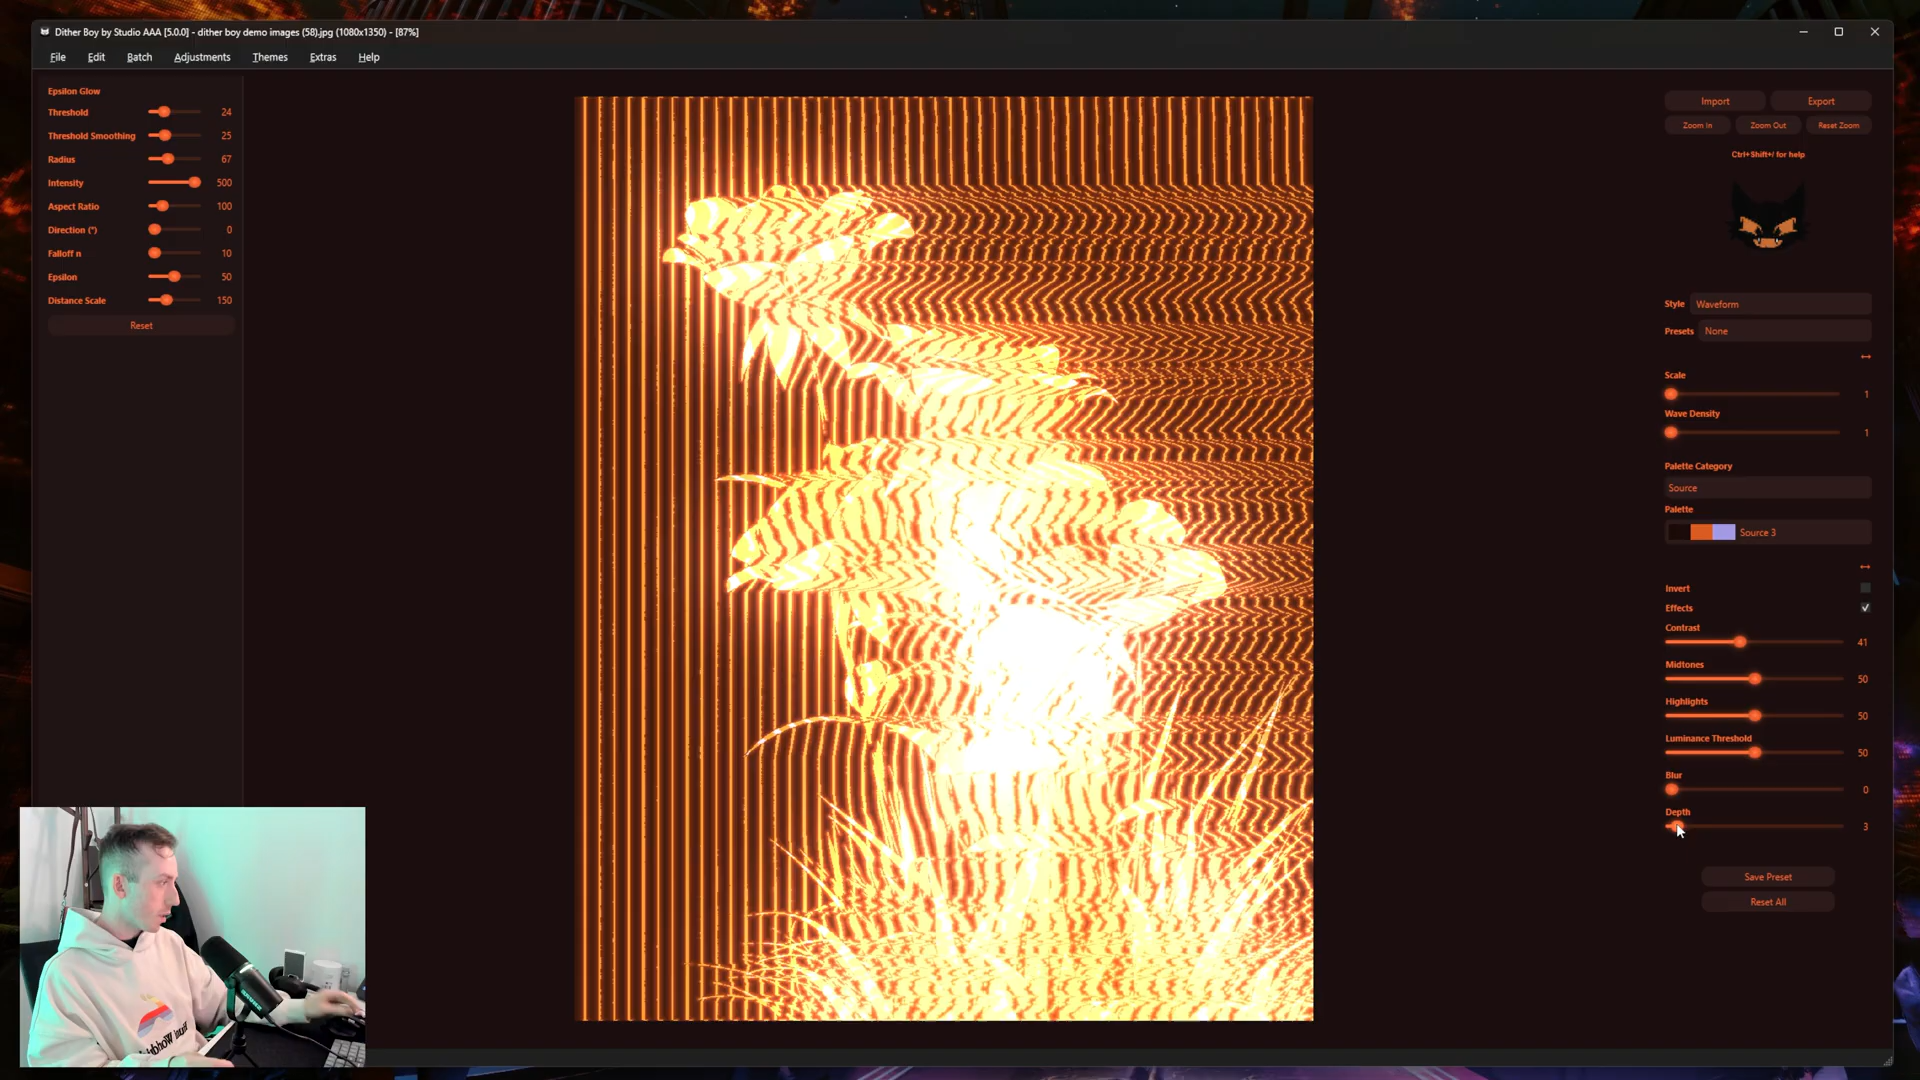 Dither Boy by Studio AAA [5.0.0] - dither boy demo images (58).jpg (1080x1350) - [87%]
File Edit Batch Adjustments Themes Extras Help
Epsilon Glow
Threshold 24
Threshold Smoothing 25
Radius 67
Intensity 500
Aspect Ratio 100
Direction (°) 0
Falloff n 10
Epsilon 50
Distance Scale 150
Reset
Import Export
Zoom In Zoom Out Reset Zoom
Ctrl+Shift+/ for help
Style Waveform
Presets None
Scale
1
Wave Density
1
Palette Category
Source
Palette
Source 3
Invert
Effects
Contrast
41
Midtones
50
Highlights
50
Luminance Threshold
50
Blur
0
Depth
3
Save Preset
Reset All